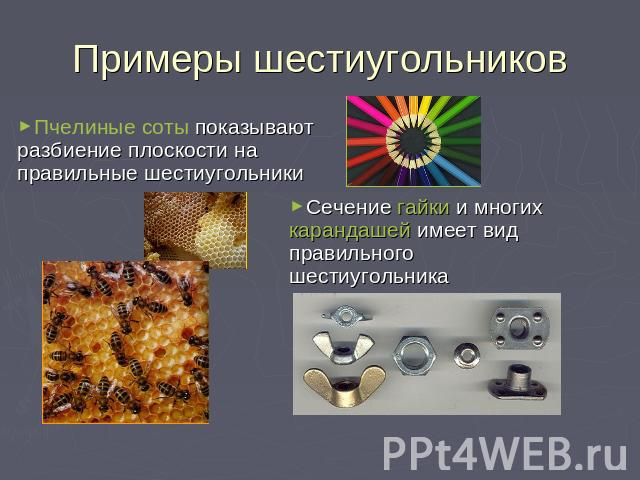 Примеры шестиугольников
Пчелиные соты показывают
разбиение плоскости на
правильные шестиугольники
Сечение гайки и многих
карандашей имеет вид
правильного
шестиугольника
PPt4WEB.ru